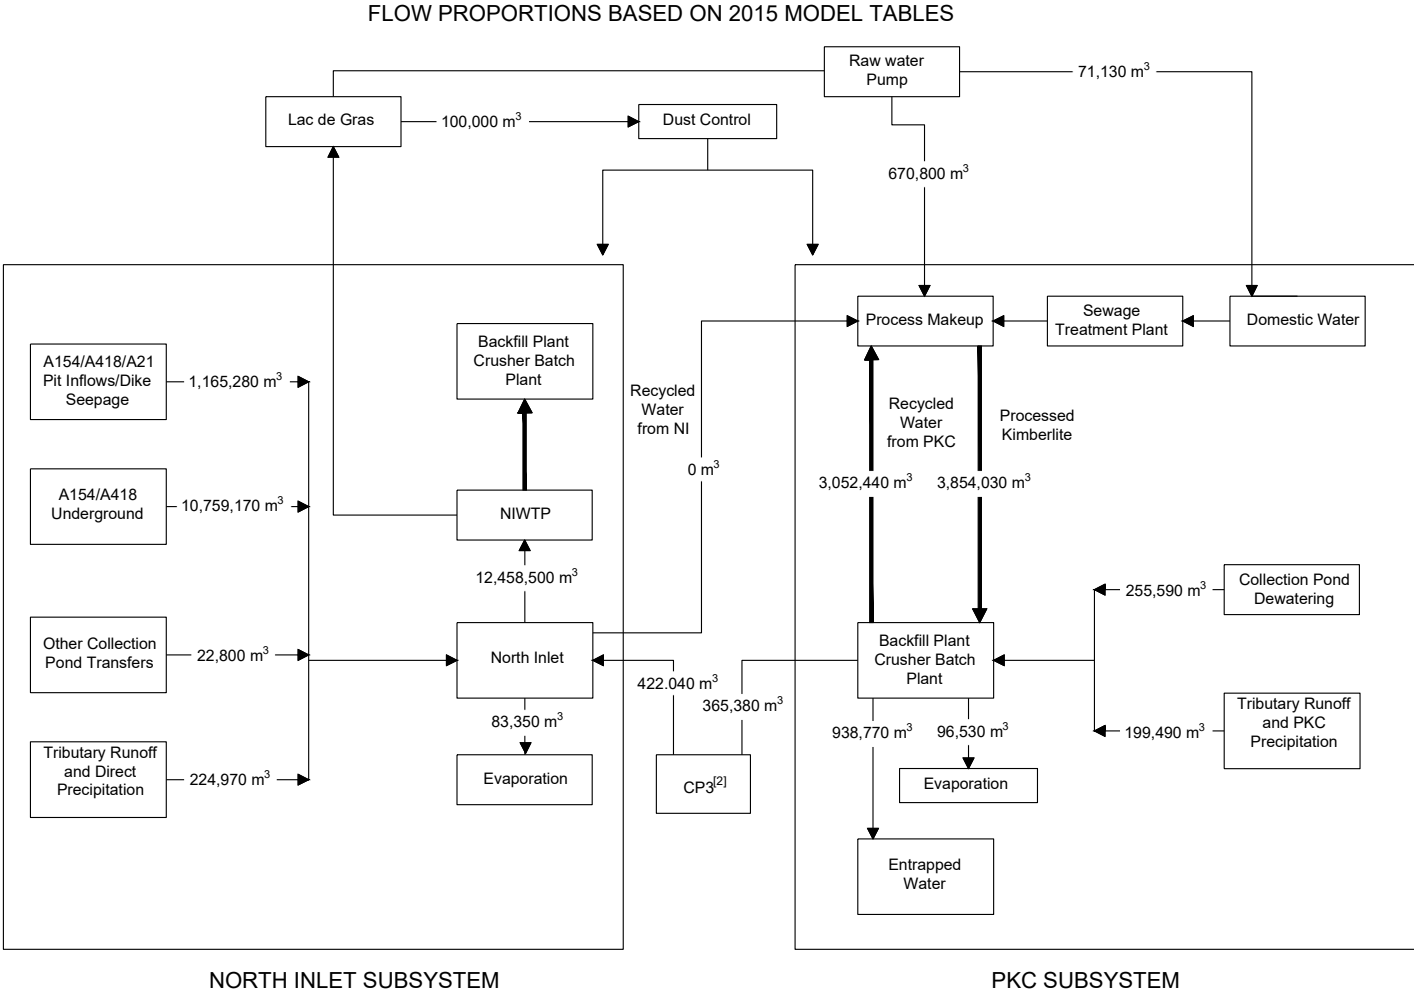 FLOW PROPORTIONS BASED ON 2015 MODEL TABLES
Raw water
Pump
71,130 m³
Lac de Gras
100,000 m³
Dust Control
670,800 m³
Process Makeup
Sewage
Treatment Plant
Domestic Water
Backfill Plant
Crusher Batch
Plant
A154/A418/A21
Pit Inflows/Dike
Seepage
1,165,280 m³
Recycled
Water
from NI
Recycled
Water
from PKC
Processed
Kimberlite
0 m³
3,052,440 m³
3,854,030 m³
A154/A418
Underground
10,759,170 m³
NIWTP
12,458,500 m³
Collection Pond
Dewatering
255,590 m³
Other Collection
Pond Transfers
22,800 m³
North Inlet
422.040 m³
365,380 m³
Backfill Plant
Crusher Batch
Plant
83,350 m³
938,770 m³
96,530 m³
199,490 m³
Tributary Runoff
and PKC
Precipitation
Tributary Runoff
and Direct
Precipitation
224,970 m³
Evaporation
CP3[2]
Evaporation
Entrapped
Water
NORTH INLET SUBSYSTEM
PKC SUBSYSTEM